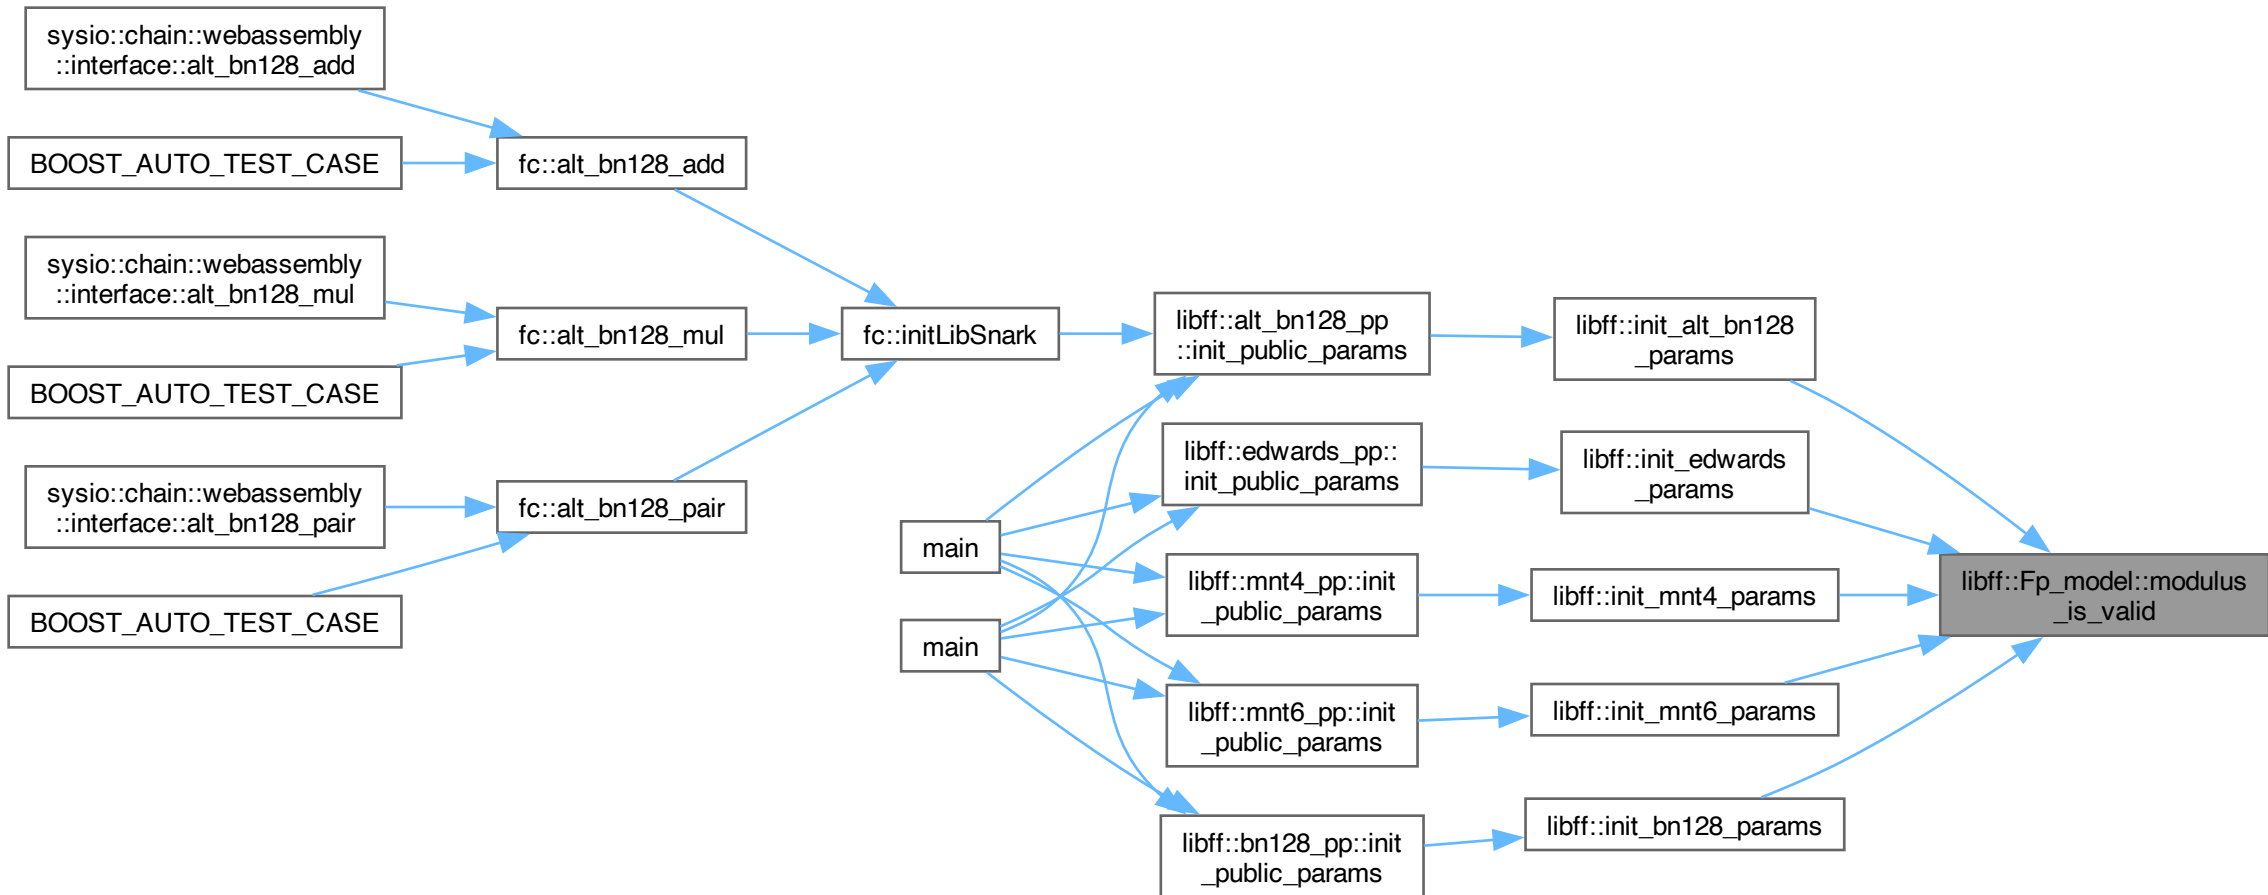 sysio::chain::webassembly
::interface::alt_bn128_add
BOOST_AUTO_TEST_CASE
sysio::chain::webassembly
::interface::alt_bn128_mul
BOOST_AUTO_TEST_CASE
sysio::chain::webassembly
::interface::alt_bn128_pair
BOOST_AUTO_TEST_CASE
fc::alt_bn128_add
fc::alt_bn128_mul
fc::alt_bn128_pair
fc::initLibSnark
main
main
libff::alt_bn128_pp
::init_public_params
libff::edwards_pp::
init_public_params
libff::mnt4_pp::init
_public_params
libff::mnt6_pp::init
_public_params
libff::bn128_pp::init
_public_params
libff::init_alt_bn128
_params
libff::init_edwards
_params
libff::init_mnt4_params
libff::init_mnt6_params
libff::init_bn128_params
libff::Fp_model::modulus
_is_valid